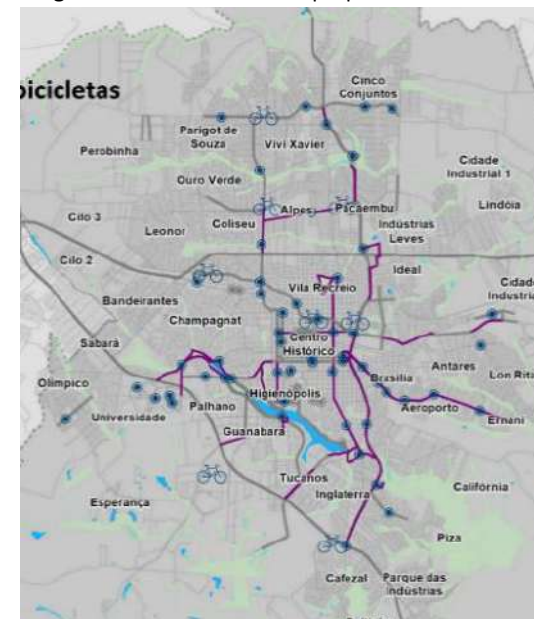 bicicletas
Cinco
Conjuntos
Parigot de
Souza
Vivi Xavier
Perobinha
Cidade
Industrial 1
Ouro Verde
Lindóia
Cilo 3
Alpes
Pacaembu
Coliseu
Leonor
Indústrias
Leves
Cilo 2
Ideal
Vila Recreio
Cidad
Industria
Bandeirantes
Champagnat
Centro
Histórico
Sabará
Antares
Brasilia
Lon Rita
Olímpico
Higienópolis
Palhano
Aeroporto
Universidade
Ernani
Guanabara
Tucanos
Califórnia
Inglaterra
Esperança
Piza
Cafezal
Parque das
Indústrias